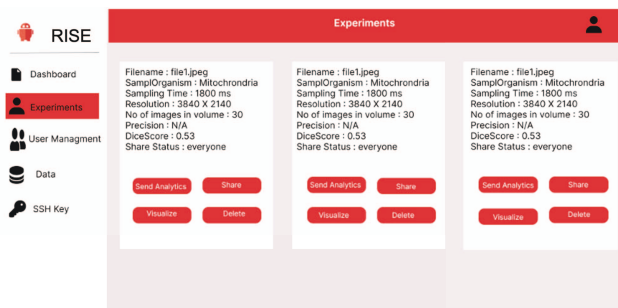 RISE
Dashboard
Experiments
User Managment
Data
SSH Key
Experiments
Filename : file1.jpeg
SamplOrganism : Mitochrondria
Sampling Time : 1800 ms
Resolution : 3840 X 2140
No of images in volume : 30
Precision : N/A
DiceScore : 0.53
Share Status : everyone
Send Analytics Share
Visualize Delete
Filename : file1.jpeg
SamplOrganism : Mitochrondria
Sampling Time : 1800 ms
Resolution : 3840 X 2140
No of images in volume : 30
Precision : N/A
DiceScore : 0.53
Share Status : everyone
Send Analytics Share
Visualize Delete
Filename : file1.jpeg
SamplOrganism : Mitochrondria
Sampling Time : 1800 ms
Resolution : 3840 X 2140
No of images in volume : 30
Precision : N/A
DiceScore : 0.53
Share Status : everyone
Send Analytics Share
Visualize Delete